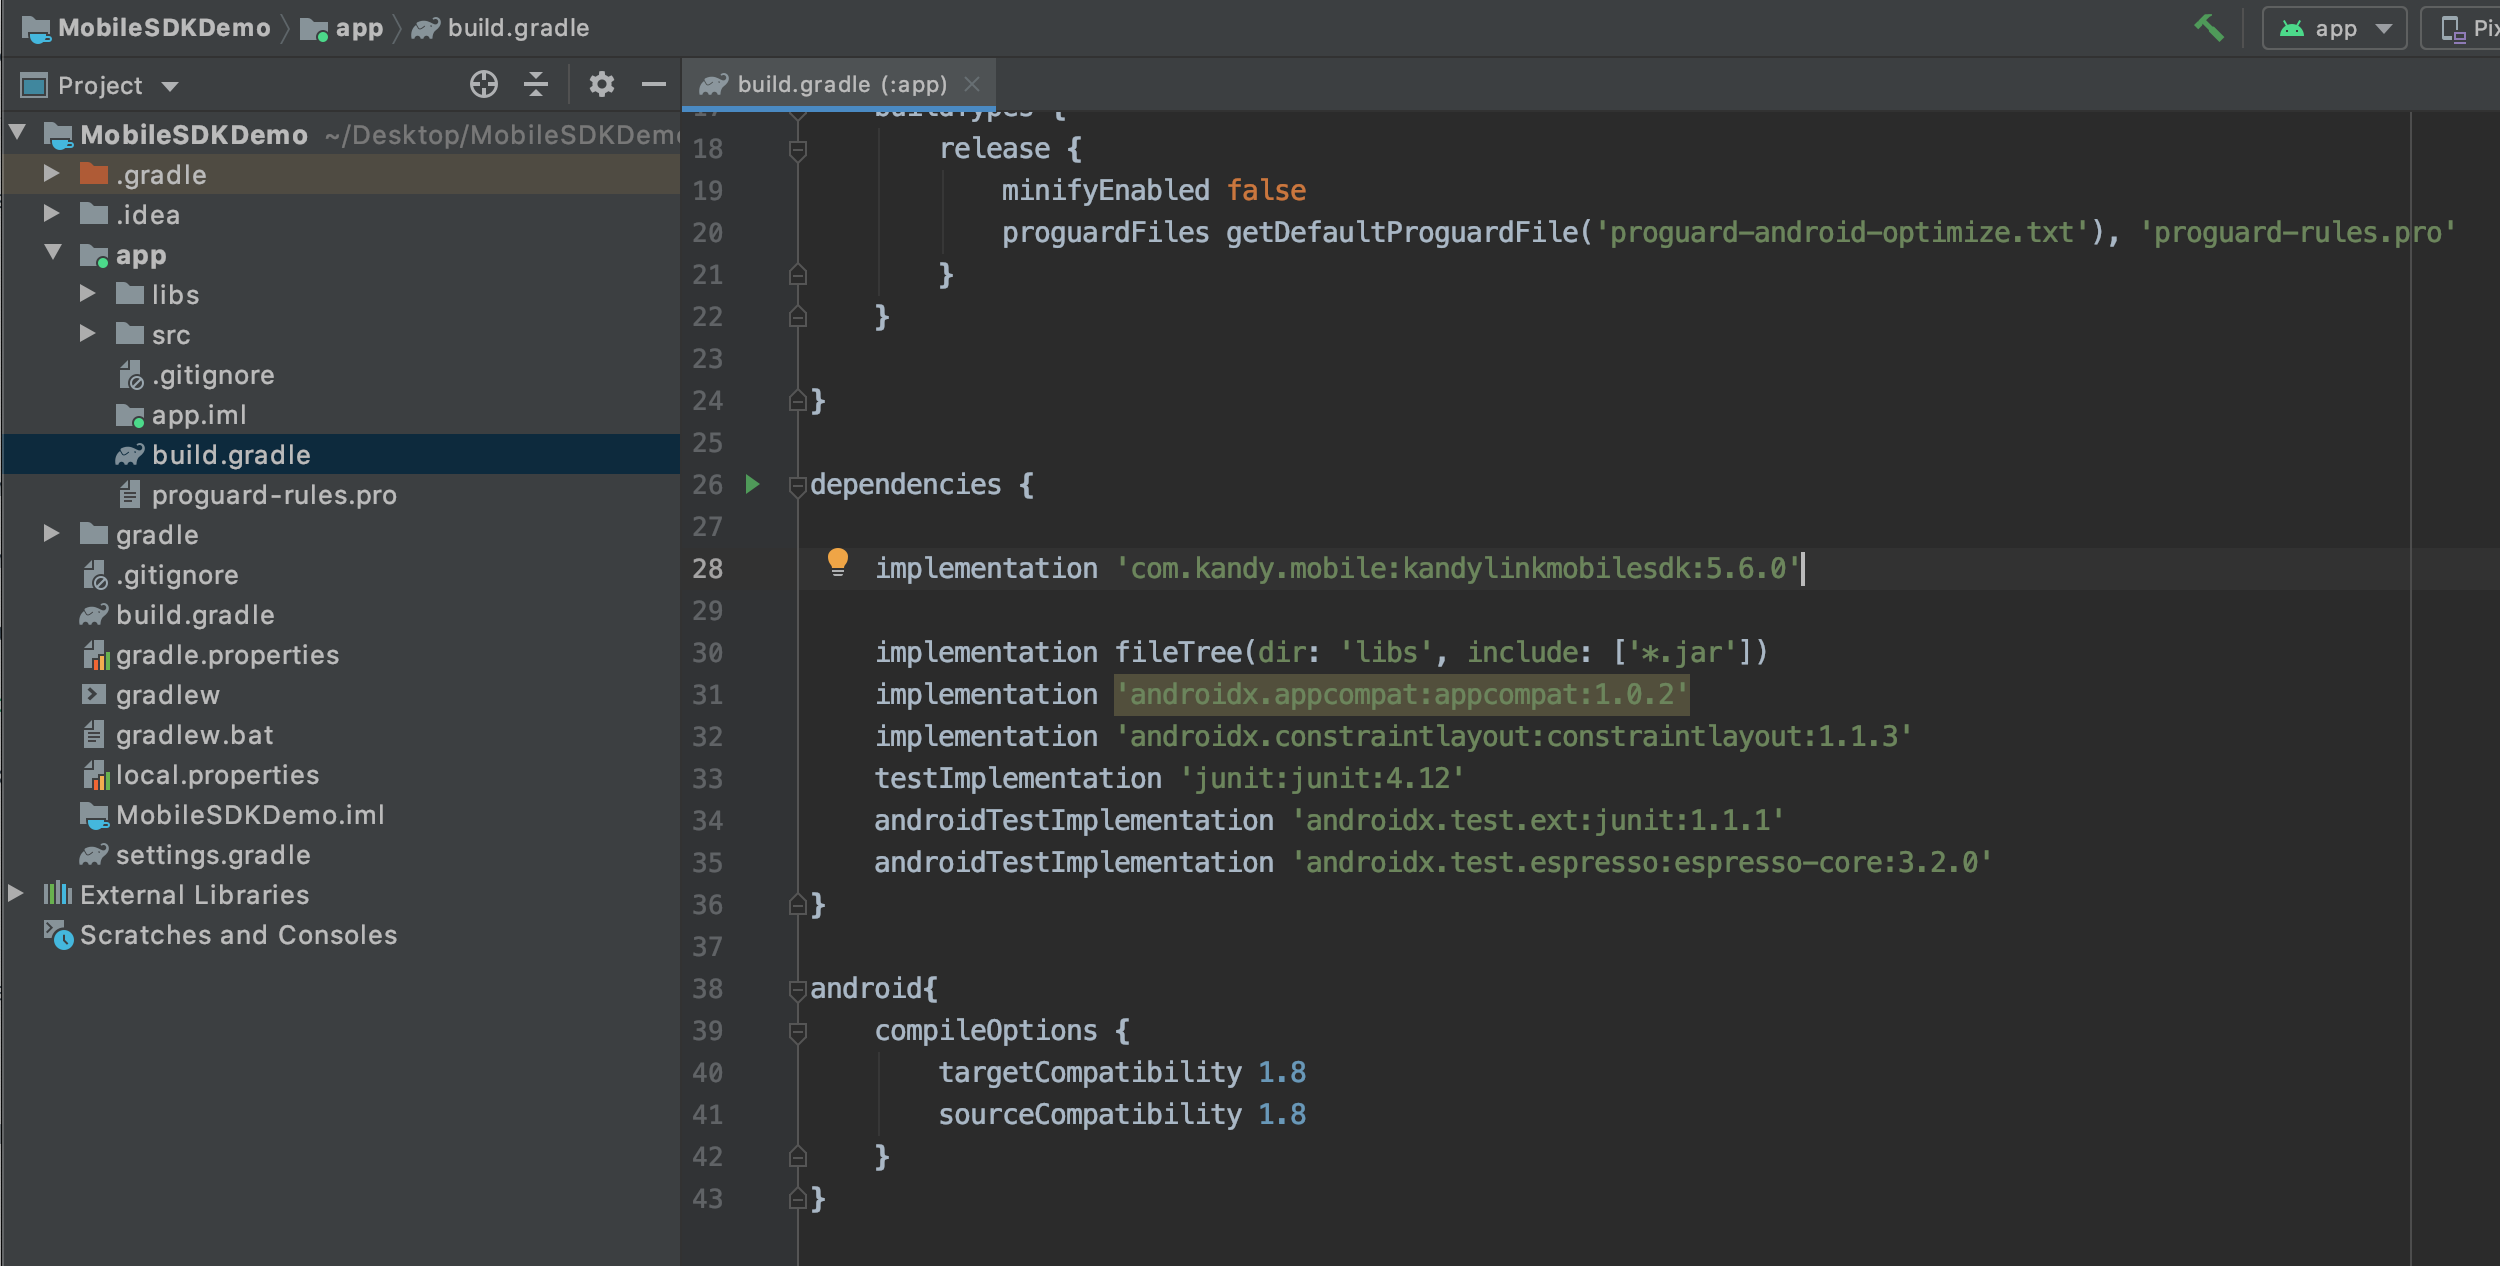 MobileSDKDemo app build.gradle app
Project build.gradle (:app)
MobileSDKDemo ~/Desktop/MobileSDKDemo
.gradle
.idea
app
libs
src
.gitignore
app.iml
build.gradle
proguard-rules.pro
gradle
.gitignore
build.gradle
gradle.properties
gradlew
gradlew.bat
local.properties
MobileSDKDemo.iml
settings.gradle
External Libraries
Scratches and Consoles
17 buildTypes {
18 release {
19 minifyEnabled false
20 proguardFiles getDefaultProguardFile('proguard-android-optimize.txt'), 'proguard-rules.pro'
21 }
22 }
23
24 }
25
26 dependencies {
27
28 implementation 'com.kandy.mobile:kandylinkmobilesdk:5.6.0'
29
30 implementation fileTree(dir: 'libs', include: ['*.jar'])
31 implementation 'androidx.appcompat:appcompat:1.0.2'
32 implementation 'androidx.constraintlayout:constraintlayout:1.1.3'
33 testImplementation 'junit:junit:4.12'
34 androidTestImplementation 'androidx.test.ext:junit:1.1.1'
35 androidTestImplementation 'androidx.test.espresso:espresso-core:3.2.0'
36 }
37
38 android{
39 compileOptions {
40 targetCompatibility 1.8
41 sourceCompatibility 1.8
42 }
43 }